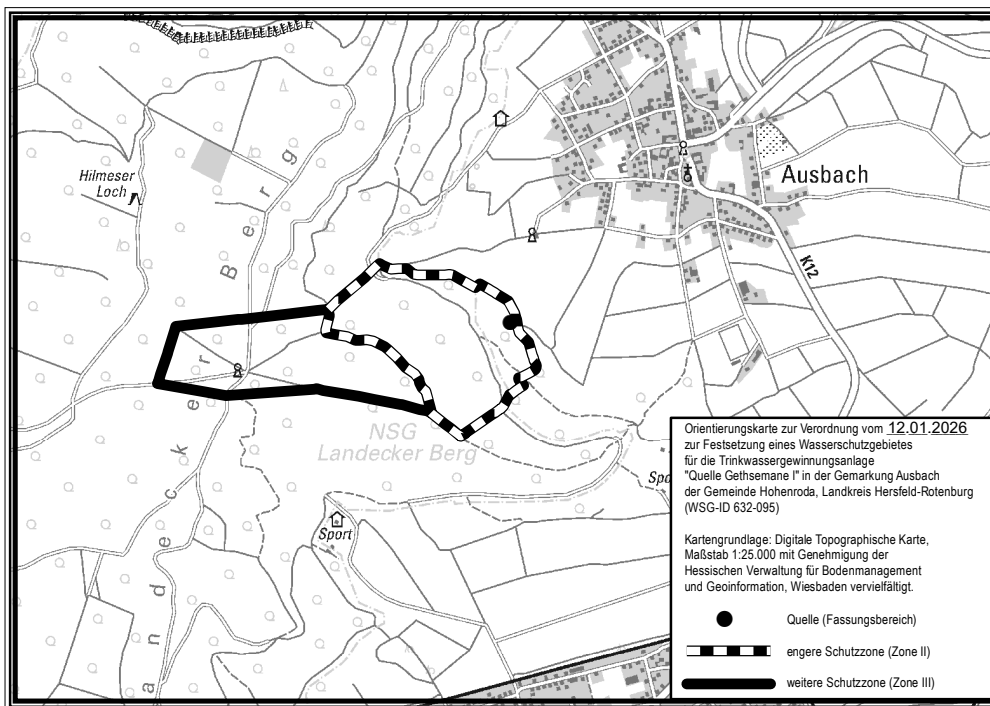 Hilmeser
Loch
Ausbach
K12
Landecker Berg
NSG
Landecker Berg
Spo
Sport
Orientierungskarte zur Verordnung vom 12.01.2026
zur Festsetzung eines Wasserschutzgebietes
für die Trinkwassergewinnungsanlage
"Quelle Gethsemane I" in der Gemarkung Ausbach
der Gemeinde Hohenroda, Landkreis Hersfeld-Rotenburg
(WSG-ID 632-095)
Kartengrundlage: Digitale Topographische Karte,
Maßstab 1:25.000 mit Genehmigung der
Hessischen Verwaltung für Bodenmanagement
und Geoinformation, Wiesbaden vervielfältigt.
Quelle (Fassungsbereich)
engere Schutzzone (Zone II)
weitere Schutzzone (Zone III)